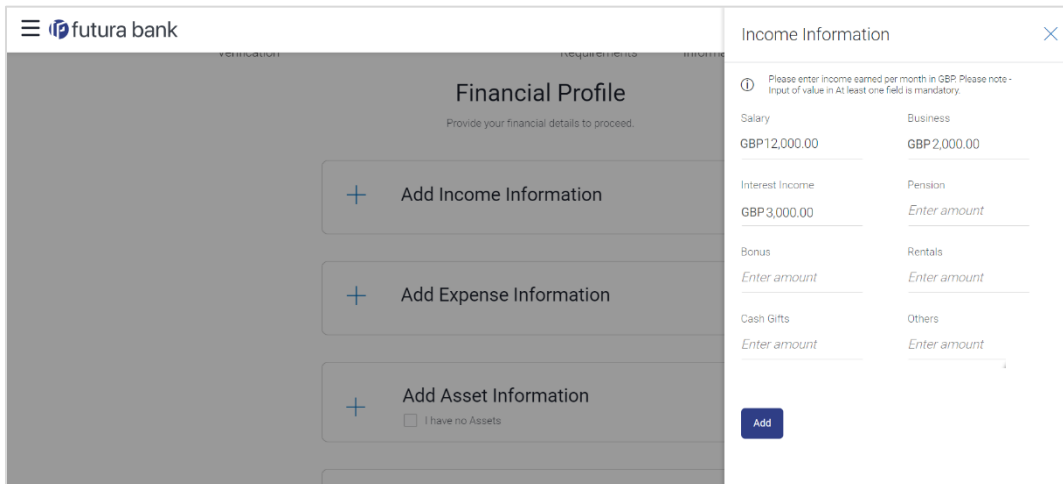 futura bank
Verification
Requirements
Financial Profile
Provide your financial details to proceed.
Add Income Information
Add Expense Information
Add Asset Information
I have no Assets
Income Information
Please enter income earned per month in GBP. Please note -
Input of value in At least one field is mandatory.
Salary
Business
GBP12,000.00
GBP2,000.00
Interest Income
Pension
GBP3,000.00
Enter amount
Bonus
Rentals
Enter amount
Enter amount
Cash Gifts
Others
Enter amount
Enter amount
Add